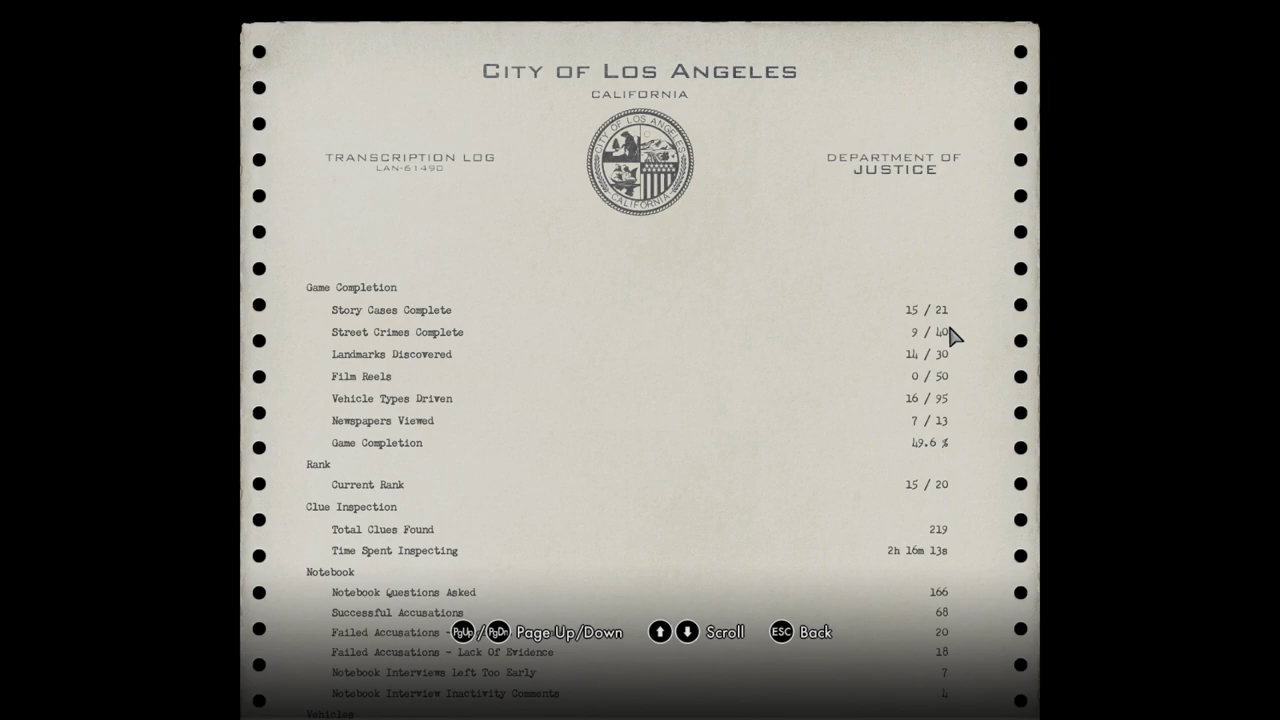 CITY OF LOS ANGELES
CALIFORNIA
CITY OF LOS ANGELES
CALIFORNIA
TRANSCRIPTION LOG
LAN-61490
DEPARTMENT OF
JUSTICE
Game Completion
Story Cases Complete 15 / 21
Street Crimes Complete 9 / 40
Landmarks Discovered 14 / 30
Film Reels 0 / 50
Vehicle Types Driven 16 / 95
Newspapers Viewed 7 / 13
Game Completion 49.6 %
Rank
Current Rank 15 / 20
Clue Inspection
Total Clues Found 219
Time Spent Inspecting 2h 16m 13s
Notebook
Notebook Questions Asked 166
Successful Accusations 68
Failed Accusations - 20
PgUp / PgDn Page Up/Down Scroll ESC Back
Failed Accusations - Lack Of Evidence 18
Notebook Interviews Left Too Early 7
Notebook Interview Inactivity Comments 4
Vehicles